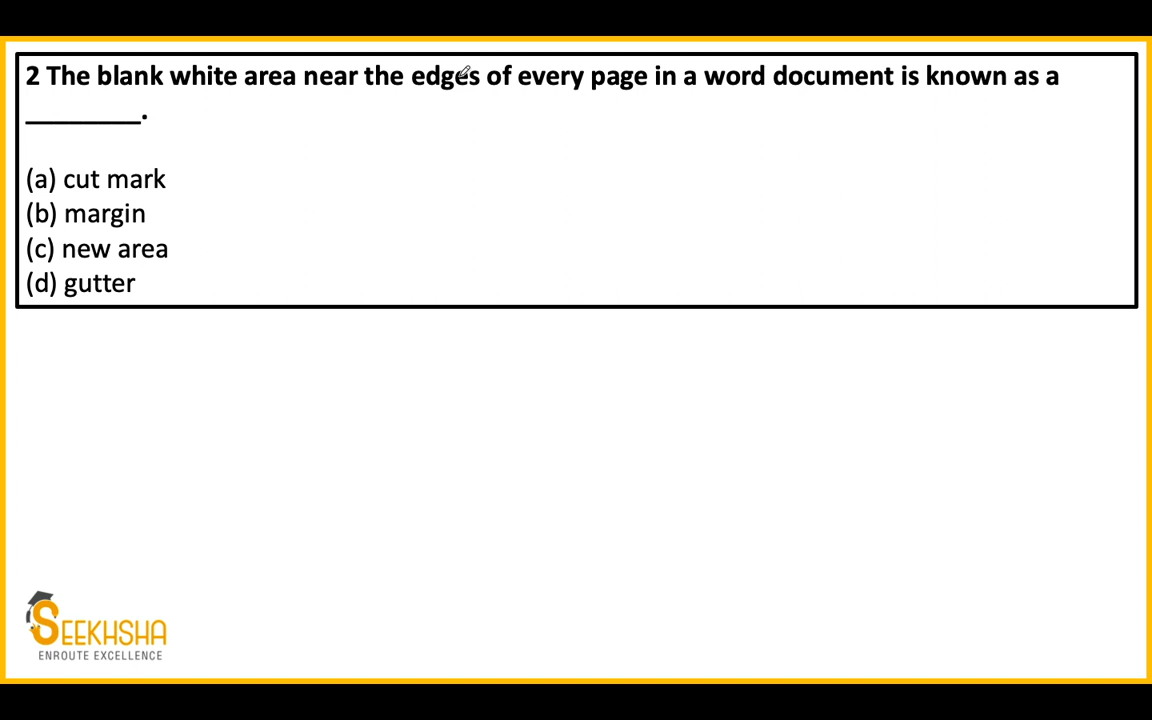 2 The blank white area near the edges of every page in a word document is known as a
________.
(a) cut mark
(b) margin
(c) new area
(d) gutter
SEEKHSHA
ENROUTE EXCELLENCE